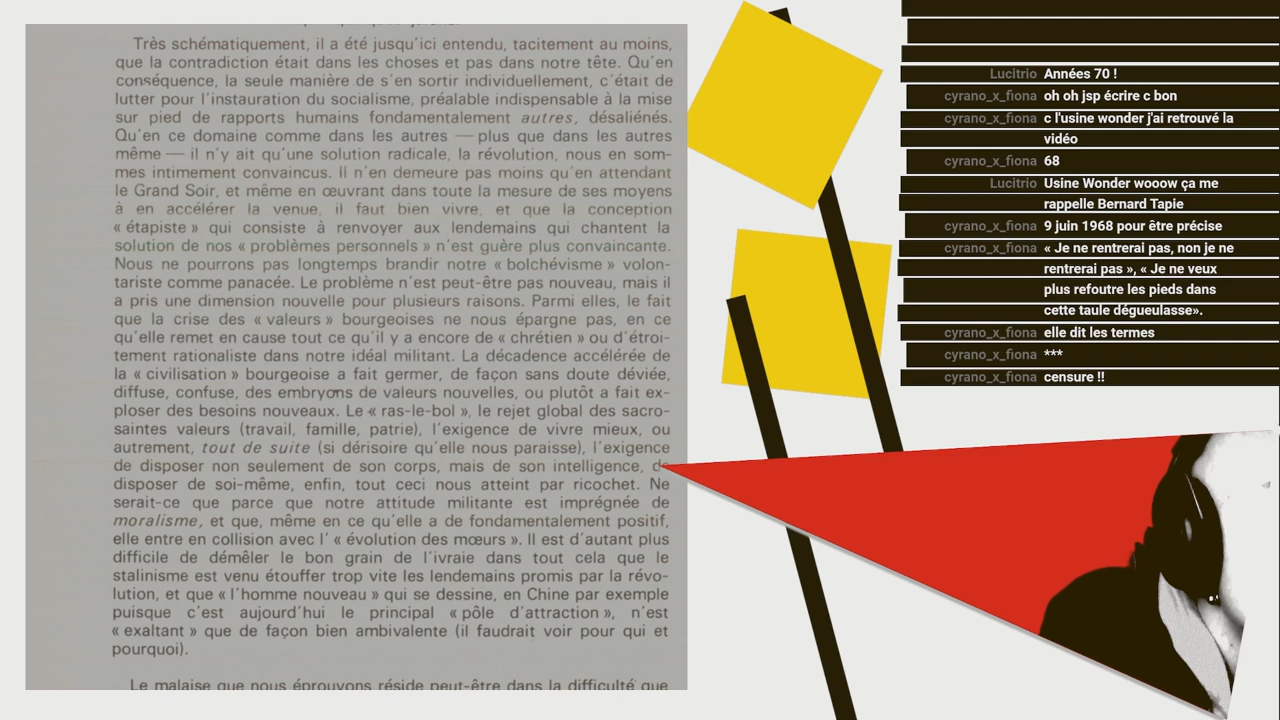 Très schématiquement, il a été jusqu'ici entendu, tacitement au moins,
que la contradiction était dans les choses et pas dans notre tête. Qu'en
conséquence, la seule manière de s'en sortir individuellement, c'était de
lutter pour l'instauration du socialisme, préalable indispensable à la mise
sur pied de rapports humains fondamentalement autres, désaliénés.
Qu'en ce domaine comme dans les autres — plus que dans les autres
même — il n'y ait qu'une solution radicale, la révolution, nous en som-
mes intimement convaincus. Il n'en demeure pas moins qu'en attendant
le Grand Soir, et même en œuvrant dans toute la mesure de ses moyens
à en accélérer la venue, il faut bien vivre, et que la conception
« étapiste » qui consiste à renvoyer aux lendemains qui chantent la
solution de nos « problèmes personnels » n'est guère plus convaincante.
Nous ne pourrons pas longtemps brandir notre « bolchévisme » volon-
tariste comme panacée. Le problème n'est peut-être pas nouveau, mais il
a pris une dimension nouvelle pour plusieurs raisons. Parmi elles, le fait
que la crise des « valeurs » bourgeoises ne nous épargne pas, en ce
qu'elle remet en cause tout ce qu'il y a encore de « chrétien » ou d'étroi-
tement rationaliste dans notre idéal militant. La décadence accélérée de
la « civilisation » bourgeoise a fait germer, de façon sans doute déviée,
diffuse, confuse, des embryons de valeurs nouvelles, ou plutôt a fait ex-
ploser des besoins nouveaux. Le « ras-le-bol », le rejet global des sacro-
saintes valeurs (travail, famille, patrie), l'exigence de vivre mieux, ou
autrement, tout de suite (si dérisoire qu'elle nous paraisse), l'exigence
de disposer non seulement de son corps, mais de son intelligence, de
disposer de soi-même, enfin, tout ceci nous atteint par ricochet. Ne
serait-ce que parce que notre attitude militante est imprégnée de
moralisme, et que, même en ce qu'elle a de fondamentalement positif,
elle entre en collision avec l' « évolution des mœurs ». Il est d'autant plus
difficile de démêler le bon grain de l'ivraie dans tout cela que le
stalinisme est venu étouffer trop vite les lendemains promis par la révo-
lution, et que « l'homme nouveau » qui se dessine, en Chine par exemple
puisque c'est aujourd'hui le principal « pôle d'attraction », n'est
« exaltant » que de façon bien ambivalente (il faudrait voir pour qui et
pourquoi).
Le malaise que nous éprouvons réside peut-être dans la difficulté que
Lucitrio Années 70 !
cyrano_x_fiona oh oh jsp écrire c bon
cyrano_x_fiona c l'usine wonder j'ai retrouvé la
vidéo
cyrano_x_fiona 68
Lucitrio Usine Wonder wooow ça me
rappelle Bernard Tapie
cyrano_x_fiona 9 juin 1968 pour être précise
cyrano_x_fiona « Je ne rentrerai pas, non je ne
rentrerai pas », « Je ne veux
plus refoutre les pieds dans
cette taule dégueulasse».
cyrano_x_fiona elle dit les termes
cyrano_x_fiona ***
cyrano_x_fiona censure !!